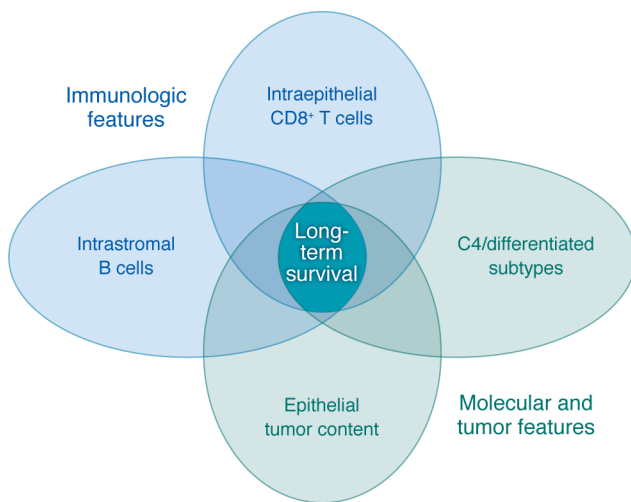 Immunologic
features
Intraepithelial
CD8⁺ T cells
Intrastromal
B cells
Long-
term
survival
C4/differentiated
subtypes
Epithelial
tumor content
Molecular and
tumor features